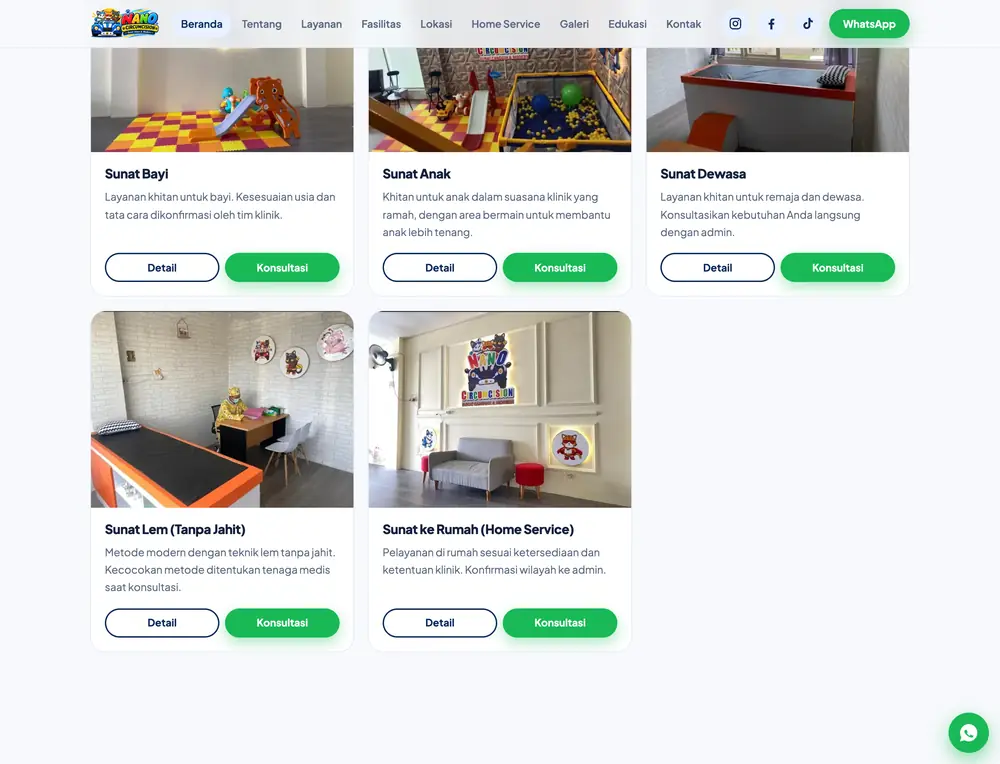 NANO
CIRCUMCISION
Beranda
Tentang
Layanan
Fasilitas
Lokasi
Home Service
Galeri
Edukasi
Kontak
WhatsApp
CIRCUMCISION
Sunat Bayi
Layanan khitan untuk bayi. Kesesuaian usia dan
tata cara dikonfirmasi oleh tim klinik.
Detail
Konsultasi
Sunat Anak
Khitan untuk anak dalam suasana klinik yang
ramah, dengan area bermain untuk membantu
anak lebih tenang.
Detail
Konsultasi
Sunat Dewasa
Layanan khitan untuk remaja dan dewasa.
Konsultasikan kebutuhan Anda langsung
dengan admin.
Detail
Konsultasi
Sunat Lem (Tanpa Jahit)
Metode modern dengan teknik lem tanpa jahit.
Kecocokan metode ditentukan tenaga medis
saat konsultasi.
Detail
Konsultasi
NANO
CIRCUMCISION
Sunat ke Rumah (Home Service)
Pelayanan di rumah sesuai ketersediaan dan
ketentuan klinik. Konfirmasi wilayah ke admin.
Detail
Konsultasi